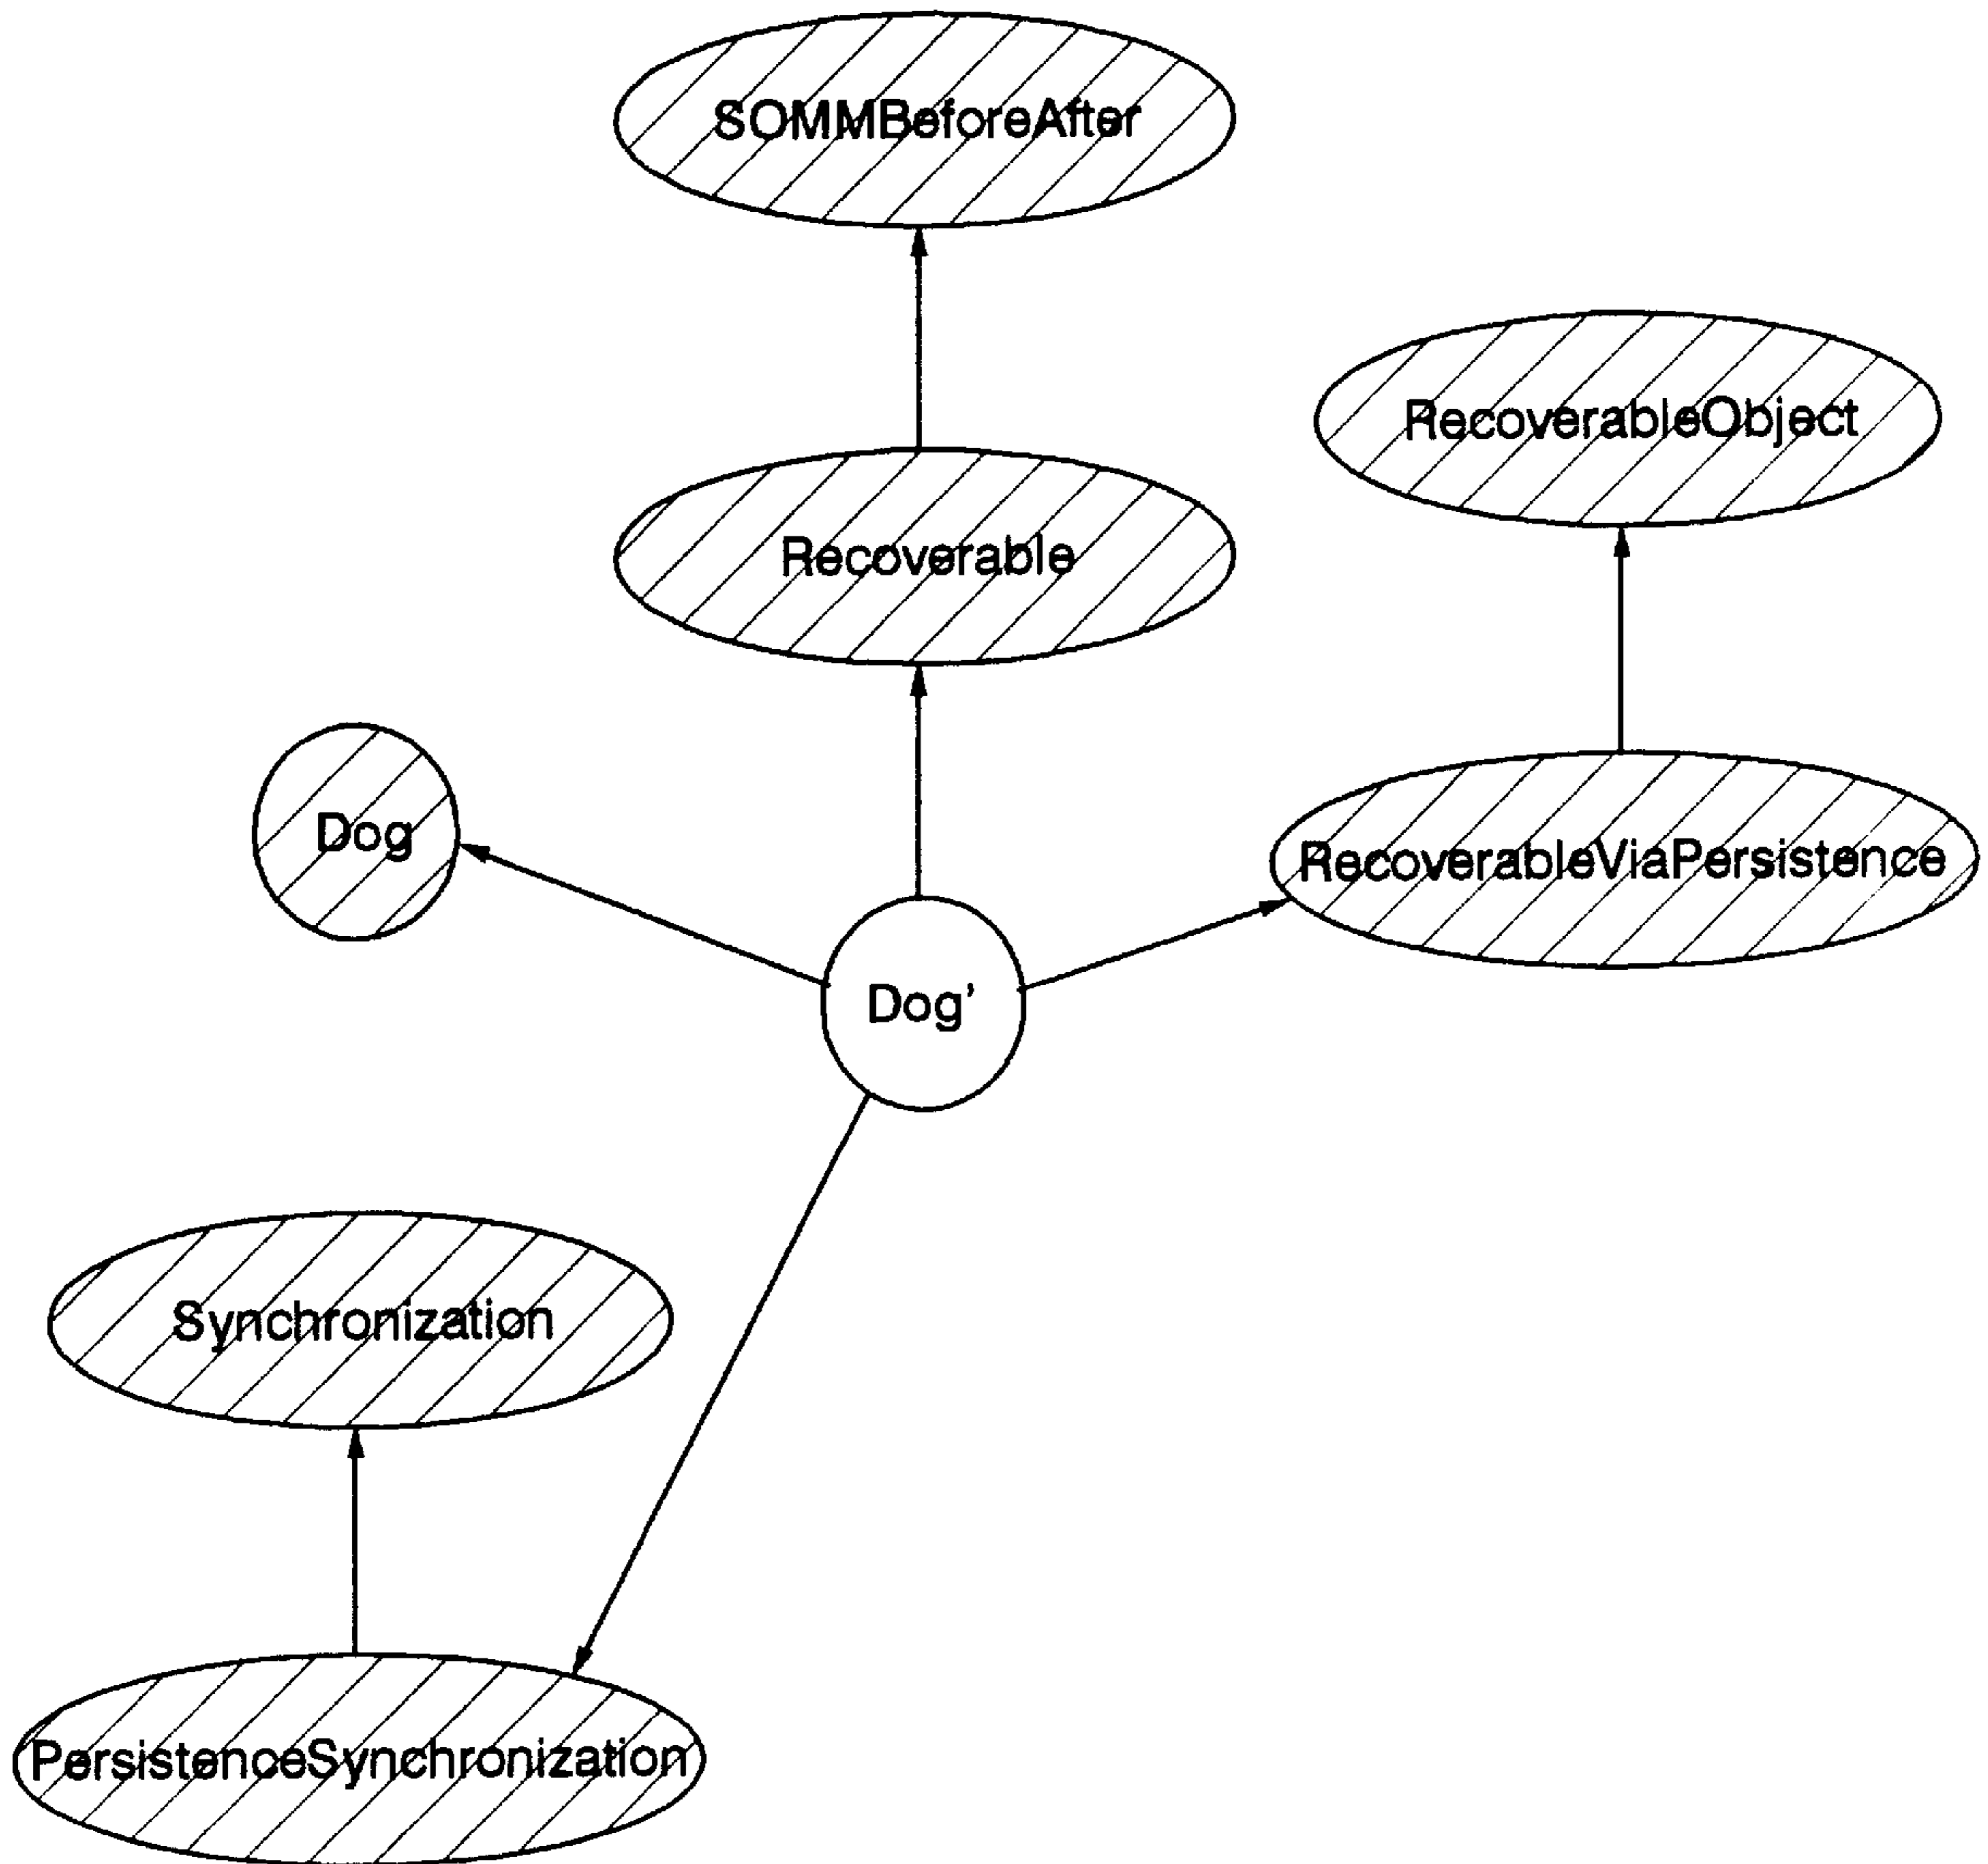 SOMMBeforeAfter
RecoverableObject
Recoverable
Dog
RecoverableViaPersistence
Dog'
Synchronization
PersistenceSynchronization